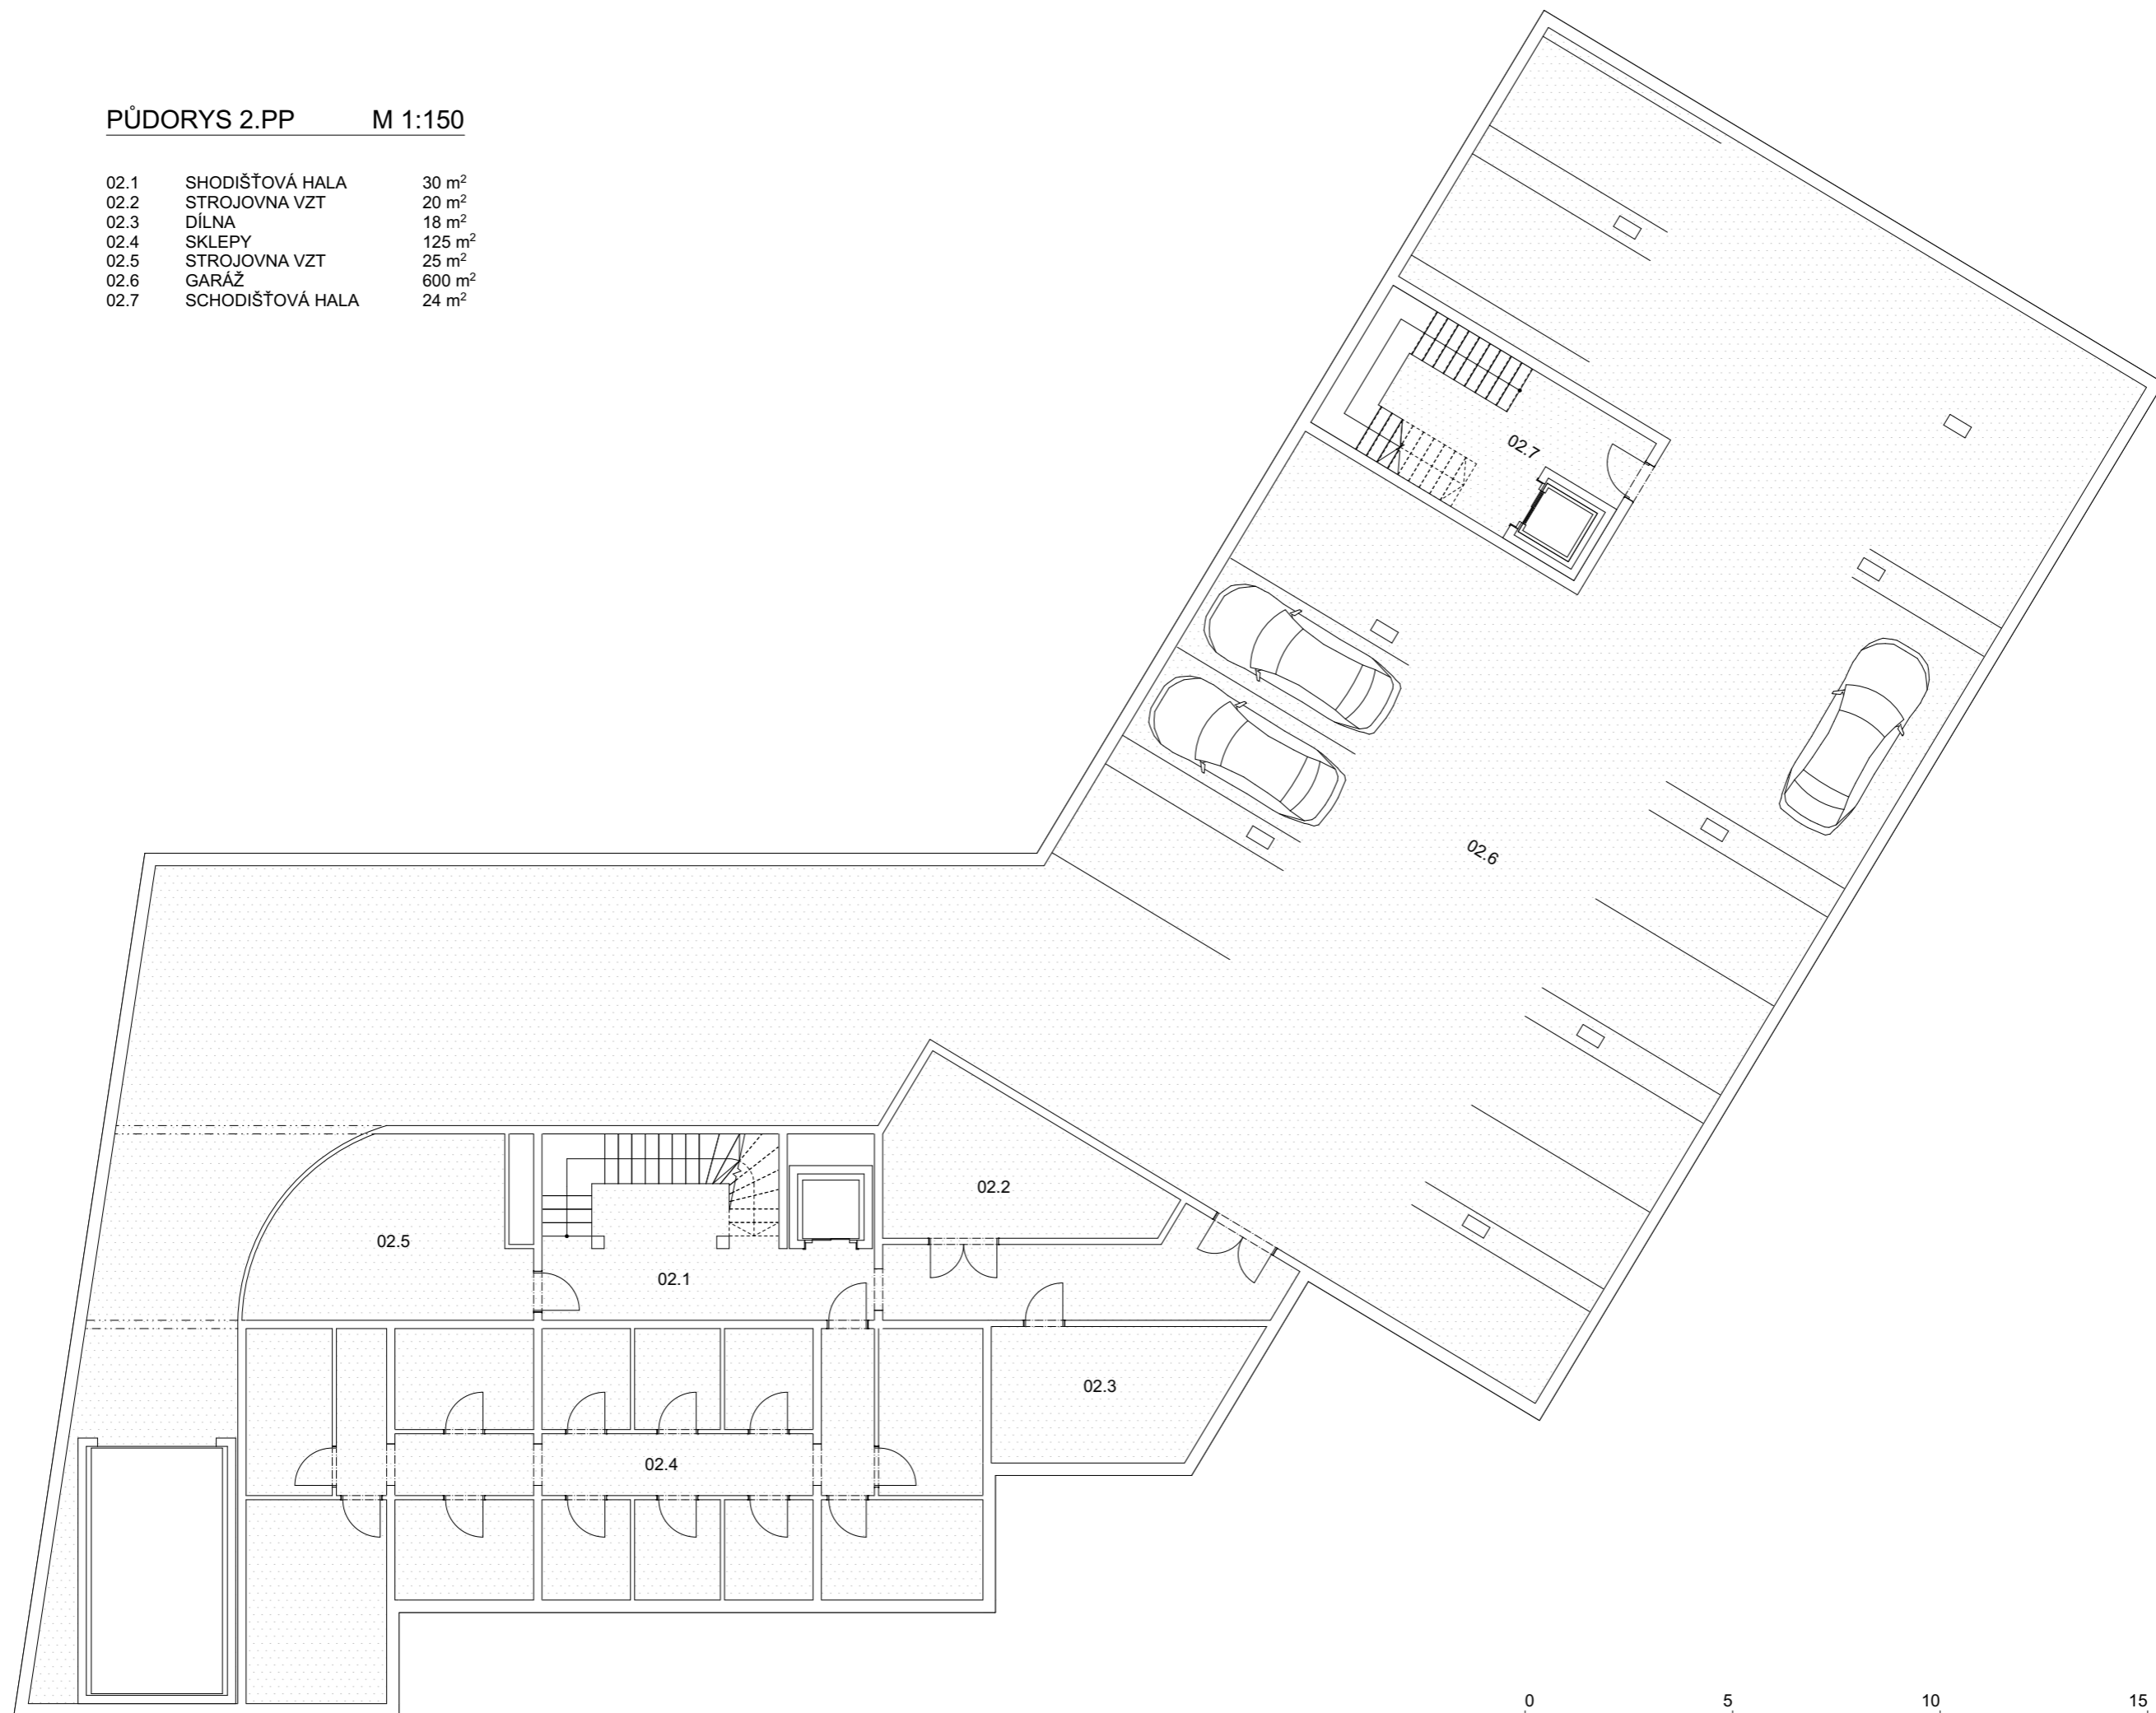 PŮDORYS 2.PP M 1:150
02.1 SHODIŠŤOVÁ HALA 30 m²
02.2 STROJOVNA VZT 20 m²
02.3 DÍLNA 18 m²
02.4 SKLEPY 125 m²
02.5 STROJOVNA VZT 25 m²
02.6 GARÁŽ 600 m²
02.7 SCHODIŠŤOVÁ HALA 24 m²
02.7
02.6
02.2
02.5
02.1
02.3
02.4
0 5 10 15